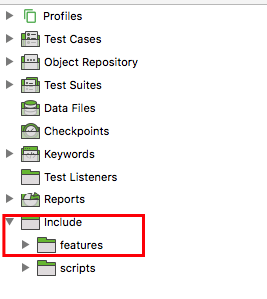 Profiles
Test Cases
Object Repository
Test Suites
Data Files
Checkpoints
Keywords
Test Listeners
Reports
Include
features
scripts